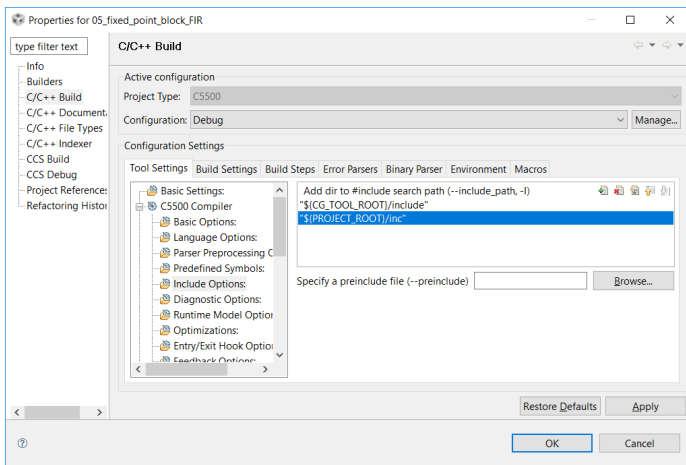 Properties for 05_fixed_point_block_FIR
type filter text
Info
Builders
C/C++ Build
C/C++ Documenta
C/C++ File Types
C/C++ Indexer
CCS Build
CCS Debug
Project References
Refactoring Histor
C/C++ Build
Active configuration
Project Type: C5500
Configuration: Debug Manage...
Configuration Settings
Tool Settings Build Settings Build Steps Error Parsers Binary Parser Environment Macros
Basic Settings:
C5500 Compiler
Basic Options:
Language Options:
Parser Preprocessing O
Predefined Symbols:
Include Options:
Diagnostic Options:
Runtime Model Option
Optimizations:
Entry/Exit Hook Option
Feedback Options:
Add dir to #include search path (--include_path, -I)
"${CG_TOOL_ROOT}/include"
"${PROJECT_ROOT}/inc"
Specify a preinclude file (--preinclude) Browse...
Restore Defaults Apply
OK Cancel